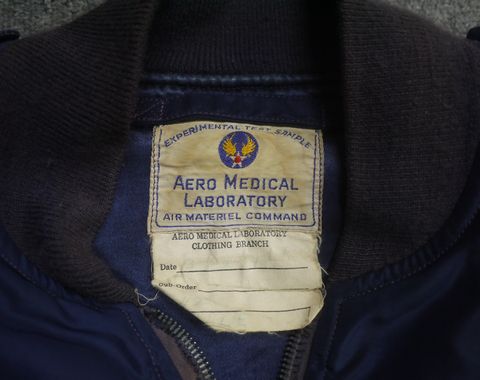 EXPERIMENTAL TEST SAMPLE
AERO MEDICAL
LABORATORY
AIR MATERIEL COMMAND
AERO MEDICAL LABORATORY
CLOTHING BRANCH
Date
Sub-Order